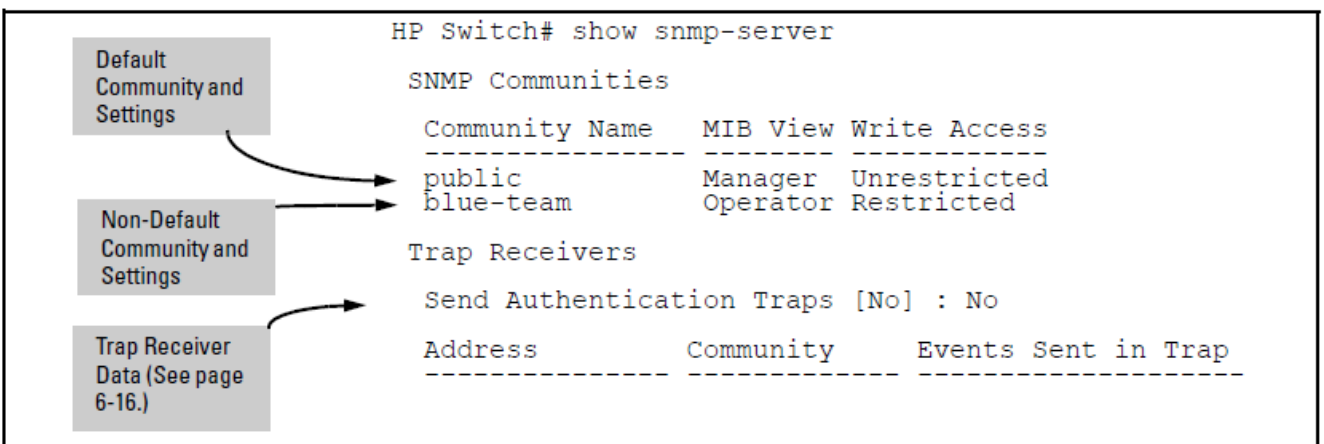 HP Switch# show snmp-server
Default
Community and
Settings
SNMP Communities
Community Name MIB View Write Access
---------------- -------- ------------
public Manager Unrestricted
blue-team Operator Restricted
Non-Default
Community and
Settings
Trap Receivers
Send Authentication Traps [No] : No
Trap Receiver
Data (See page
6-16.)
Address Community Events Sent in Trap
--------------- ------------- --------------------